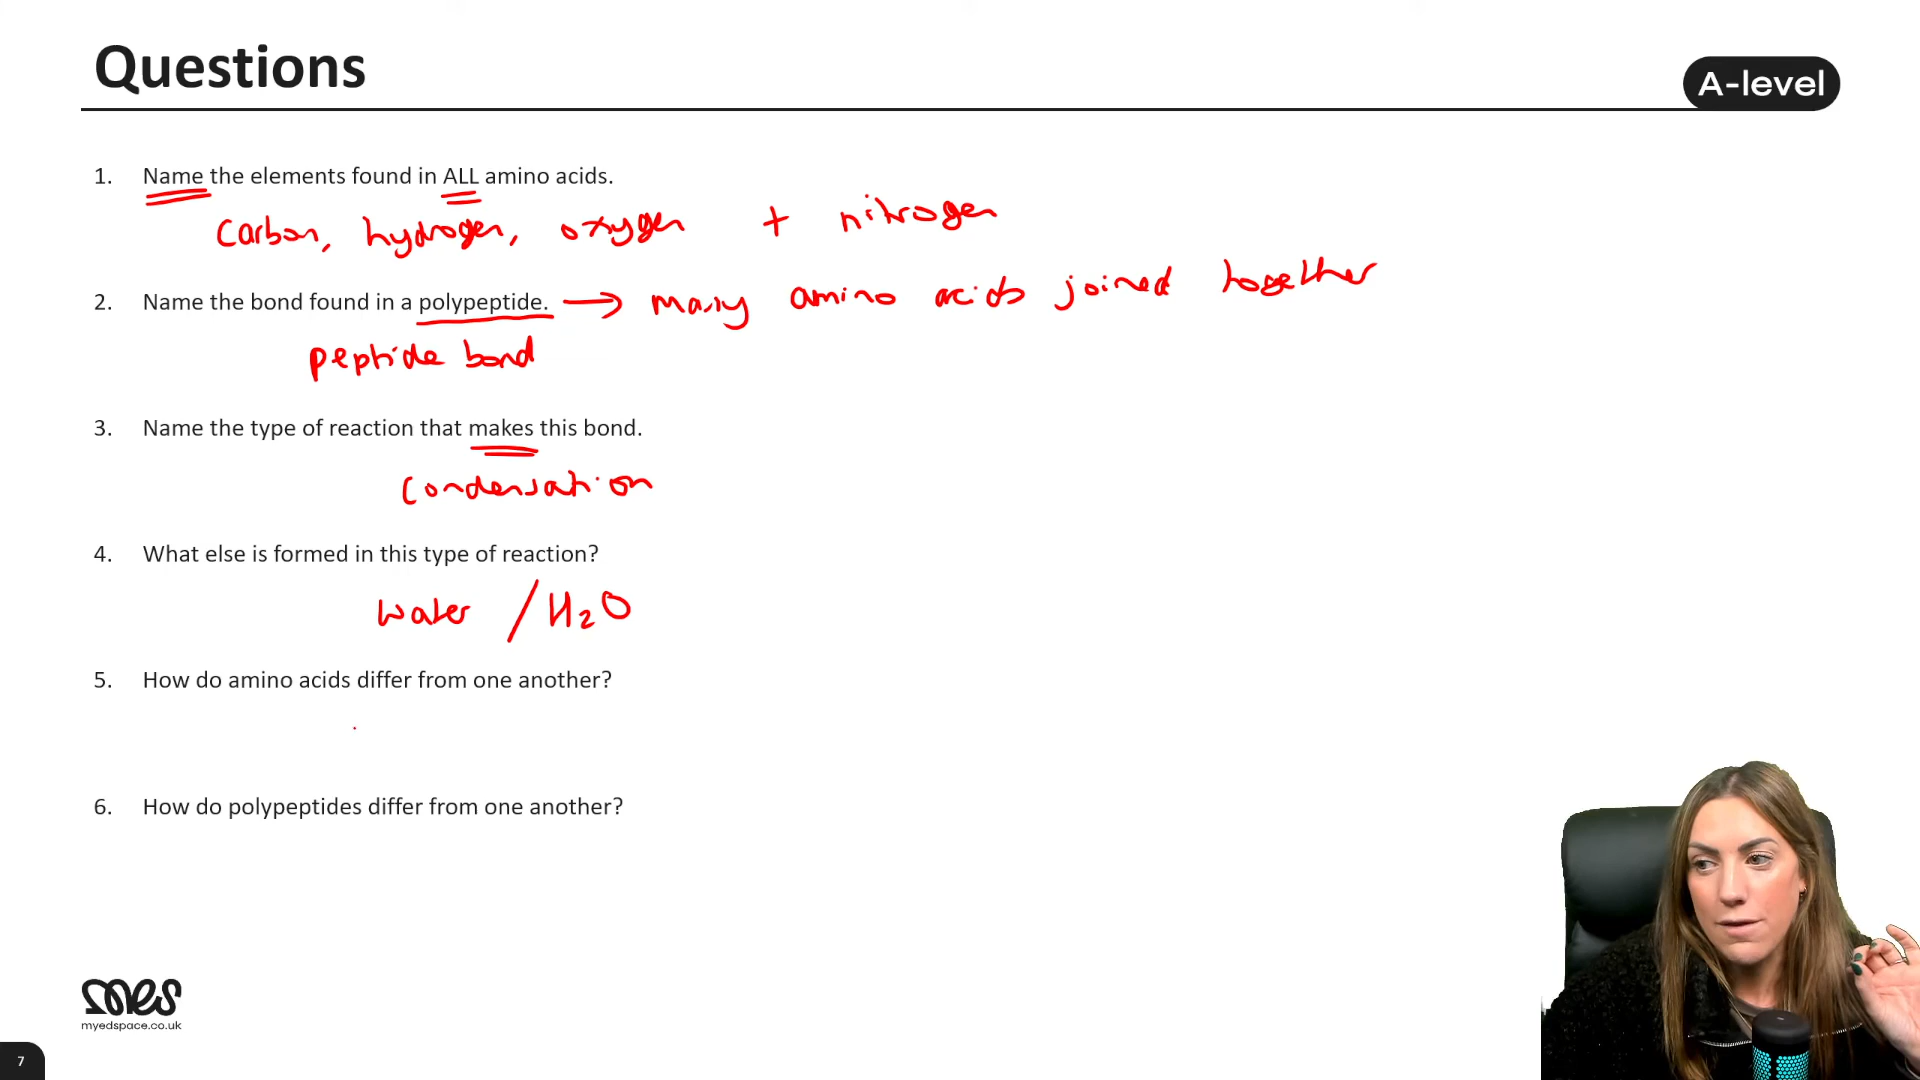 Questions
A-level
1. Name the elements found in ALL amino acids.
Carbon, hydrogen, oxygen + nitrogen
2. Name the bond found in a polypeptide. → many amino acids joined together
peptide bond
3. Name the type of reaction that makes this bond.
Condensation
4. What else is formed in this type of reaction?
water / H₂O
5. How do amino acids differ from one another?
6. How do polypeptides differ from one another?
mes
myedspace.co.uk
7